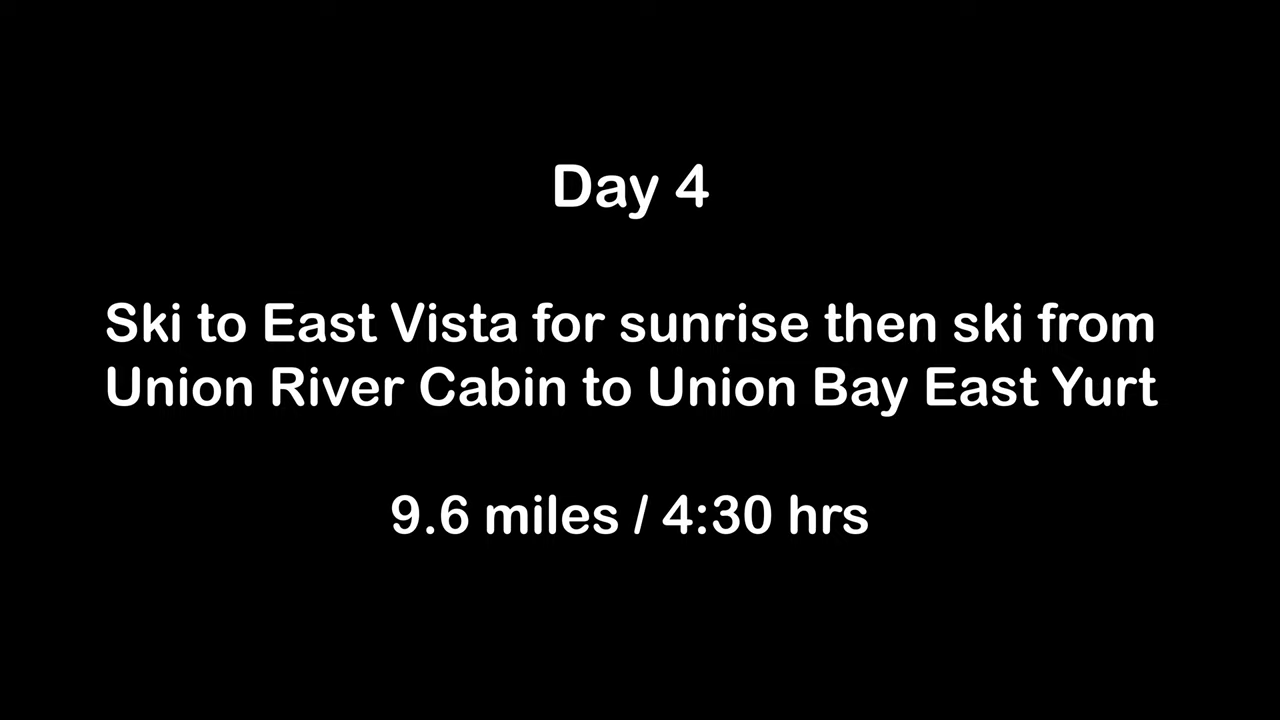 Day 4
Ski to East Vista for sunrise then ski from
Union River Cabin to Union Bay East Yurt
9.6 miles / 4:30 hrs